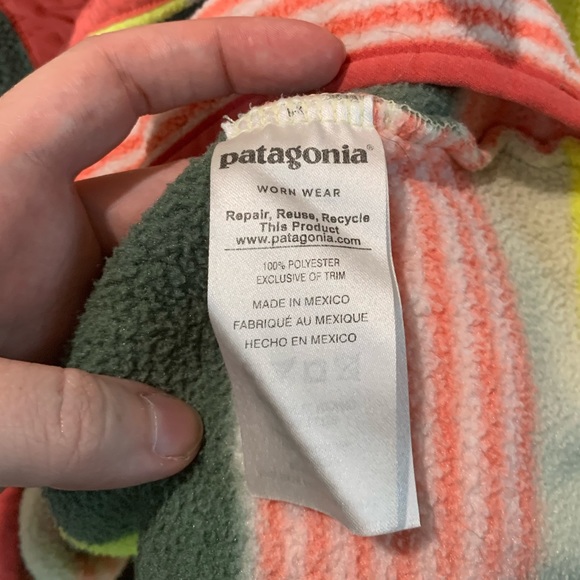 patagonia®
WORN WEAR
Repair, Reuse, Recycle
This Product
www.patagonia.com
100% POLYESTER
EXCLUSIVE OF TRIM
MADE IN MEXICO
FABRIQUÉ AU MEXIQUE
HECHO EN MEXICO